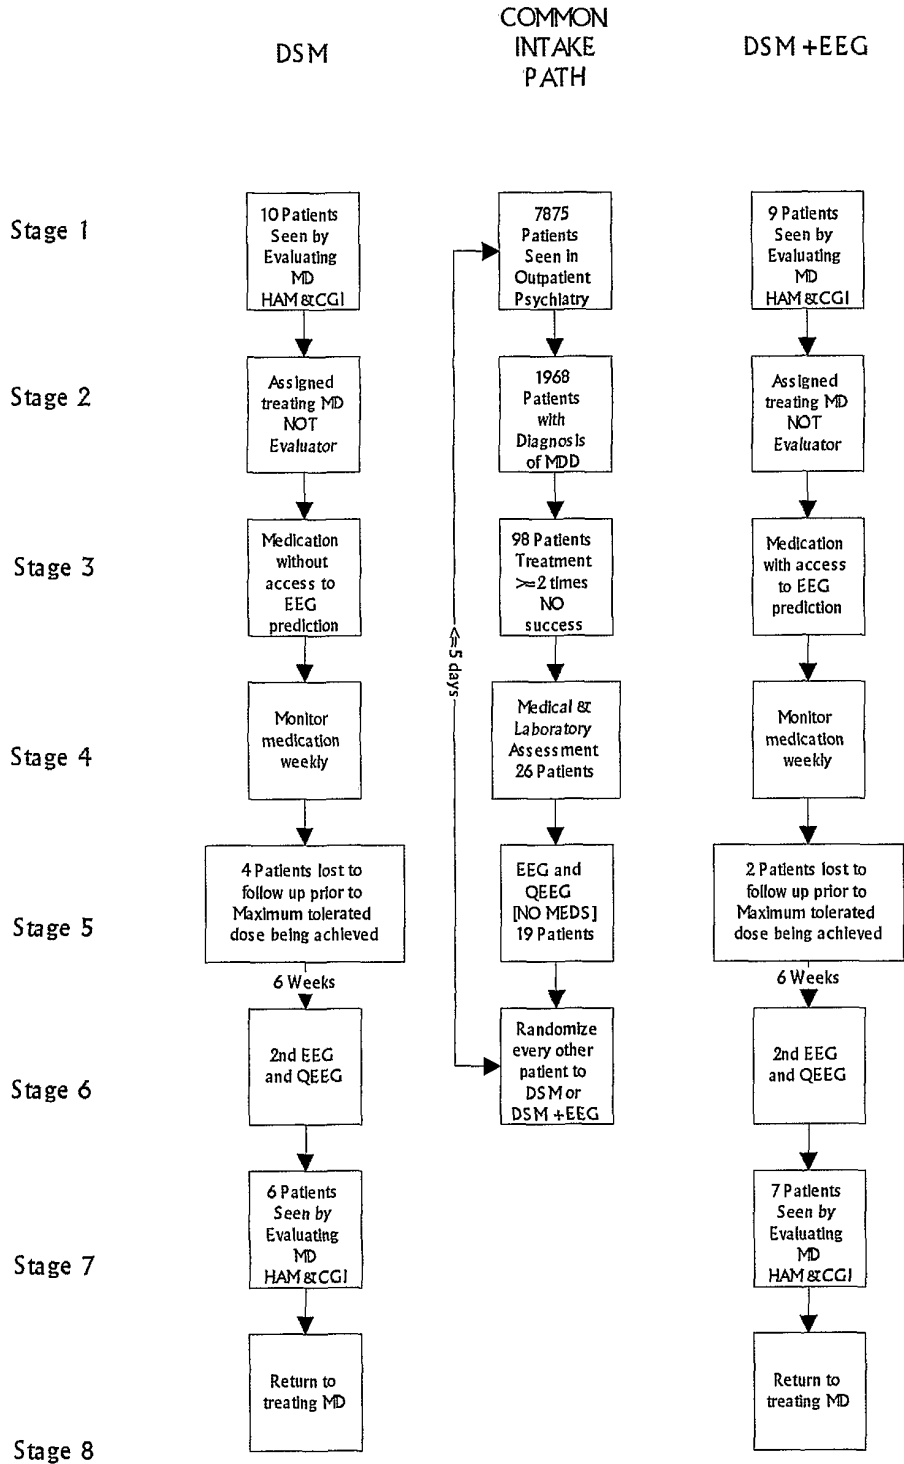 DSM
COMMON
INTAKE
PATH
DSM +EEG
Stage 1
10 Patients
Seen by
Evaluating
MD
HAM &CGI
7875
Patients
Seen in
Outpatient
Psychiatry
9 Patients
Seen by
Evaluating
MD
HAM &CGI
Stage 2
Assigned
treating MD
NOT
Evaluator
1968
Patients
with
Diagnosis
of MDD
Assigned
treating MD
NOT
Evaluator
Stage 3
Medication
without
access to
EEG
prediction
98 Patients
Treatment
>=2 times
NO
success
Medication
with access
to EEG
prediction
<=5 days
Stage 4
Monitor
medication
weekly
Medical &
Laboratory
Assessment
26 Patients
Monitor
medication
weekly
Stage 5
4 Patients lost to
follow up prior to
Maximum tolerated
dose being achieved
EEG and
QEEG
[NO MEDS]
19 Patients
2 Patients lost to
follow up prior to
Maximum tolerated
dose being achieved
6 Weeks
6 Weeks
Stage 6
2nd EEG
and QEEG
Randomize
every other
patient to
DSM or
DSM +EEG
2nd EEG
and QEEG
Stage 7
6 Patients
Seen by
Evaluating
MD
HAM &CGI
7 Patients
Seen by
Evaluating
MD
HAM &CGI
Return to
treating MD
Return to
treating MD
Stage 8